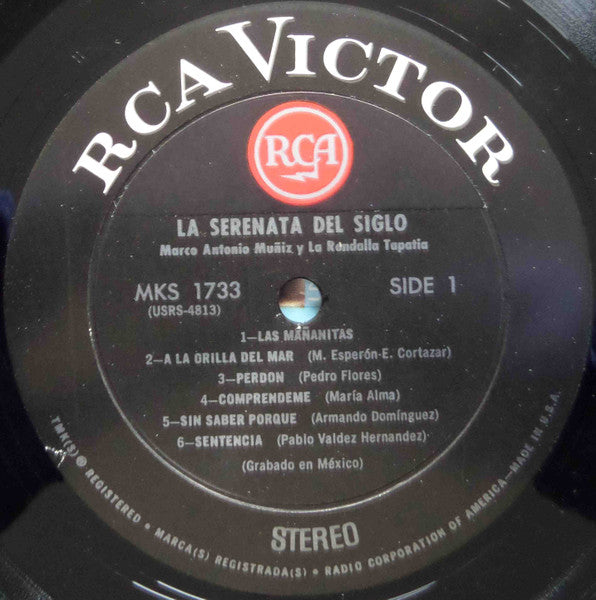 RCA VICTOR
RCA
LA SERENATA DEL SIGLO
Marco Antonio Muñiz y La Rondalla Tapatia
MKS 1733
(USRS-4813)
SIDE 1
1—LAS MAÑANITAS
2—A LA ORILLA DEL MAR (M. Esperón-E. Cortazar)
3—PERDON (Pedro Flores)
4—COMPRENDEME (María Alma)
5—SIN SABER PORQUE (Armando Domínguez)
6—SENTENCIA (Pablo Valdez Hernandez)
(Grabado en México)
STEREO
TMK(S) ® REGISTERED • MARCA(S) REGISTRADA(S) • RADIO CORPORATION OF AMERICA—MADE IN U.S.A.